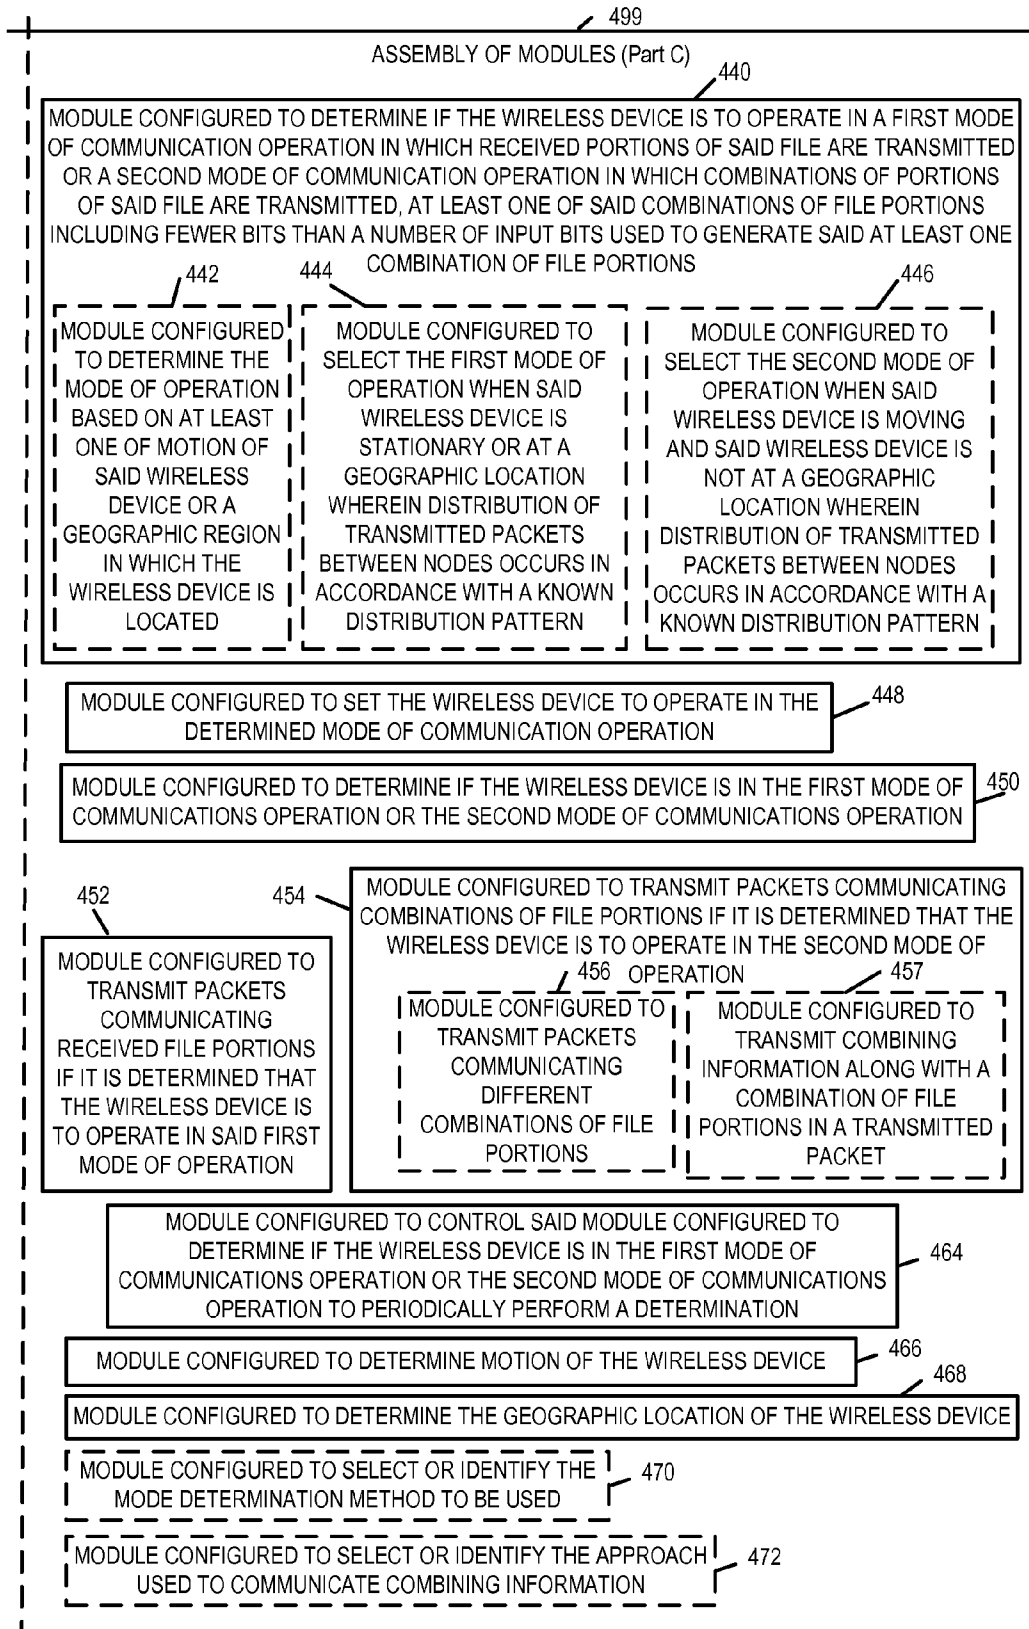 499
ASSEMBLY OF MODULES (Part C)
440
MODULE CONFIGURED TO DETERMINE IF THE WIRELESS DEVICE IS TO OPERATE IN A FIRST MODE
OF COMMUNICATION OPERATION IN WHICH RECEIVED PORTIONS OF SAID FILE ARE TRANSMITTED
OR A SECOND MODE OF COMMUNICATION OPERATION IN WHICH COMBINATIONS OF PORTIONS
OF SAID FILE ARE TRANSMITTED, AT LEAST ONE OF SAID COMBINATIONS OF FILE PORTIONS
INCLUDING FEWER BITS THAN A NUMBER OF INPUT BITS USED TO GENERATE SAID AT LEAST ONE
COMBINATION OF FILE PORTIONS
442
MODULE CONFIGURED
TO DETERMINE THE
MODE OF OPERATION
BASED ON AT LEAST
ONE OF MOTION OF
SAID WIRELESS
DEVICE OR A
GEOGRAPHIC REGION
IN WHICH THE
WIRELESS DEVICE IS
LOCATED
444
MODULE CONFIGURED TO
SELECT THE FIRST MODE OF
OPERATION WHEN SAID
WIRELESS DEVICE IS
STATIONARY OR AT A
GEOGRAPHIC LOCATION
WHEREIN DISTRIBUTION OF
TRANSMITTED PACKETS
BETWEEN NODES OCCURS IN
ACCORDANCE WITH A KNOWN
DISTRIBUTION PATTERN
446
MODULE CONFIGURED TO
SELECT THE SECOND MODE OF
OPERATION WHEN SAID
WIRELESS DEVICE IS MOVING
AND SAID WIRELESS DEVICE IS
NOT AT A GEOGRAPHIC
LOCATION WHEREIN
DISTRIBUTION OF TRANSMITTED
PACKETS BETWEEN NODES
OCCURS IN ACCORDANCE WITH A
KNOWN DISTRIBUTION PATTERN
448
MODULE CONFIGURED TO SET THE WIRELESS DEVICE TO OPERATE IN THE
DETERMINED MODE OF COMMUNICATION OPERATION
450
MODULE CONFIGURED TO DETERMINE IF THE WIRELESS DEVICE IS IN THE FIRST MODE OF
COMMUNICATIONS OPERATION OR THE SECOND MODE OF COMMUNICATIONS OPERATION
452
MODULE CONFIGURED TO
TRANSMIT PACKETS
COMMUNICATING
RECEIVED FILE PORTIONS
IF IT IS DETERMINED THAT
THE WIRELESS DEVICE IS
TO OPERATE IN SAID FIRST
MODE OF OPERATION
454
MODULE CONFIGURED TO TRANSMIT PACKETS COMMUNICATING
COMBINATIONS OF FILE PORTIONS IF IT IS DETERMINED THAT THE
WIRELESS DEVICE IS TO OPERATE IN THE SECOND MODE OF
OPERATION
456
MODULE CONFIGURED TO
TRANSMIT PACKETS
COMMUNICATING
DIFFERENT
COMBINATIONS OF FILE
PORTIONS
457
MODULE CONFIGURED TO
TRANSMIT COMBINING
INFORMATION ALONG WITH A
COMBINATION OF FILE
PORTIONS IN A TRANSMITTED
PACKET
MODULE CONFIGURED TO CONTROL SAID MODULE CONFIGURED TO
DETERMINE IF THE WIRELESS DEVICE IS IN THE FIRST MODE OF
COMMUNICATIONS OPERATION OR THE SECOND MODE OF COMMUNICATIONS
OPERATION TO PERIODICALLY PERFORM A DETERMINATION
464
MODULE CONFIGURED TO DETERMINE MOTION OF THE WIRELESS DEVICE
466
468
MODULE CONFIGURED TO DETERMINE THE GEOGRAPHIC LOCATION OF THE WIRELESS DEVICE
MODULE CONFIGURED TO SELECT OR IDENTIFY THE
MODE DETERMINATION METHOD TO BE USED
470
MODULE CONFIGURED TO SELECT OR IDENTIFY THE APPROACH
USED TO COMMUNICATE COMBINING INFORMATION
472